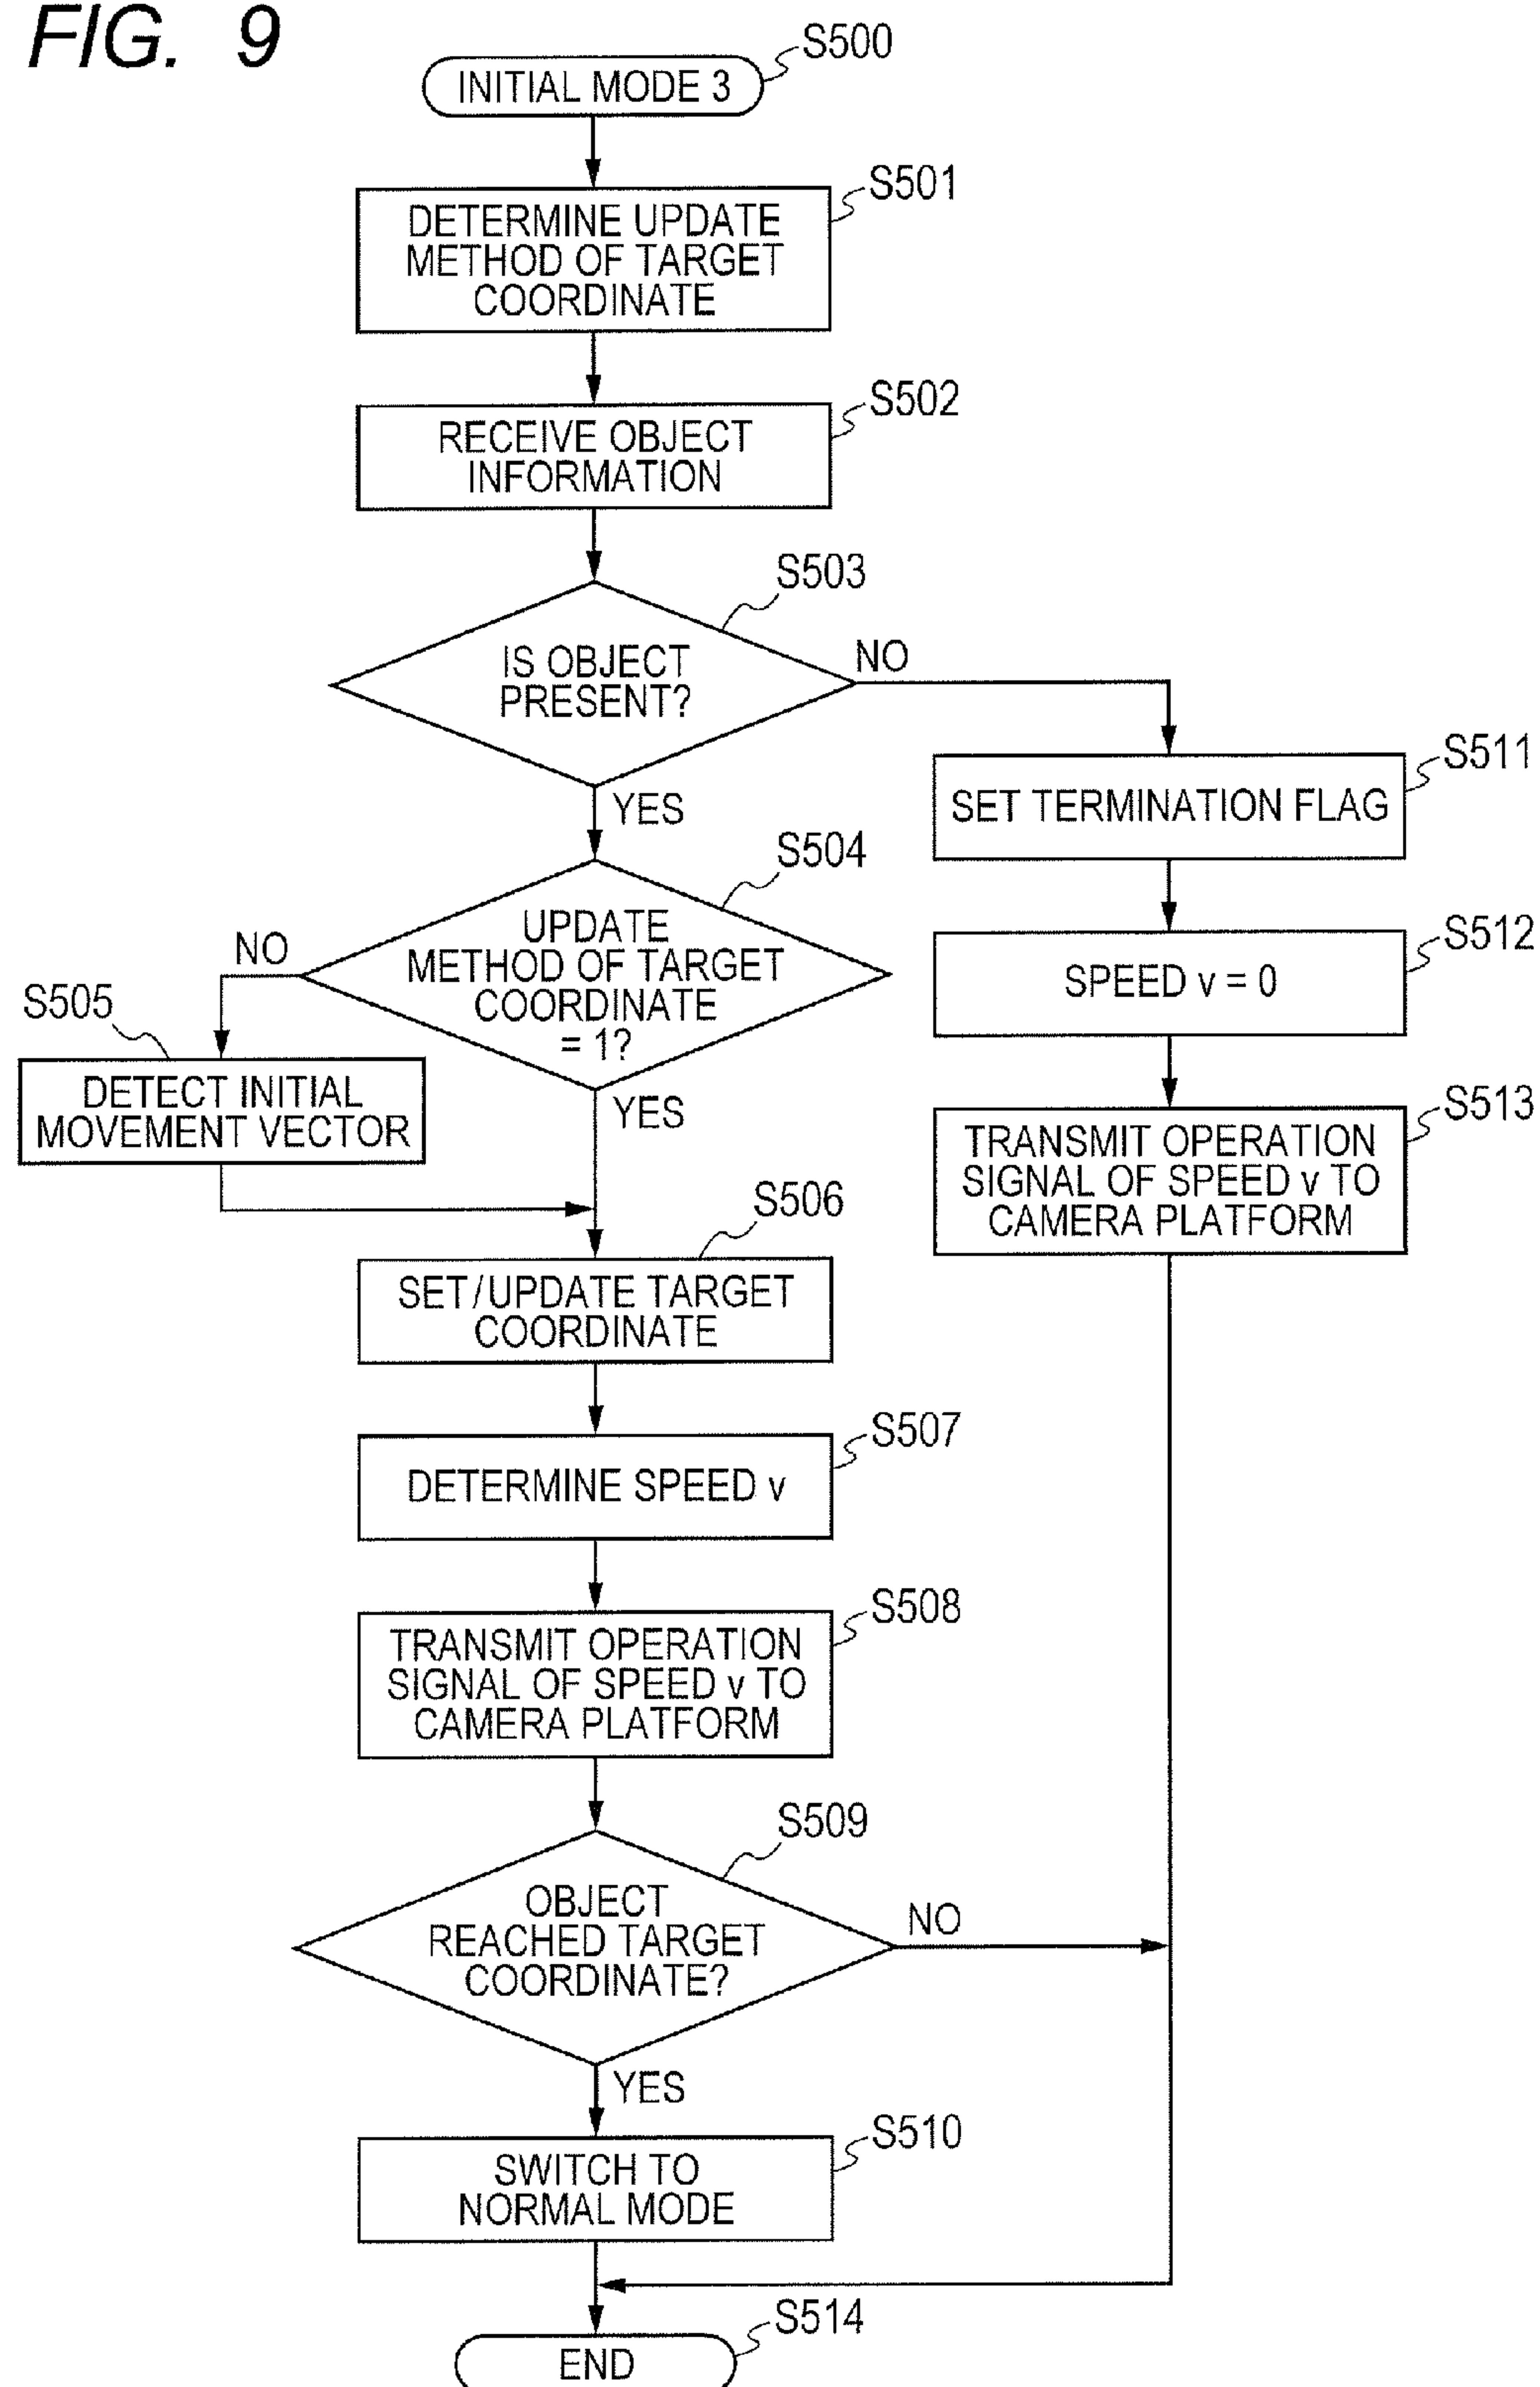 FIG. 9
S500
INITIAL MODE 3
S501
DETERMINE UPDATE
METHOD OF TARGET
COORDINATE
S502
RECEIVE OBJECT
INFORMATION
S503
IS OBJECT
PRESENT?
NO
YES
S511
SET TERMINATION FLAG
S504
UPDATE
METHOD OF TARGET
COORDINATE
= 1?
NO
YES
S512
SPEED v = 0
S505
DETECT INITIAL
MOVEMENT VECTOR
S513
TRANSMIT OPERATION
SIGNAL OF SPEED v TO
CAMERA PLATFORM
S506
SET/UPDATE TARGET
COORDINATE
S507
DETERMINE SPEED v
S508
TRANSMIT OPERATION
SIGNAL OF SPEED v TO
CAMERA PLATFORM
S509
OBJECT
REACHED TARGET
COORDINATE?
NO
YES
S510
SWITCH TO
NORMAL MODE
S514
END